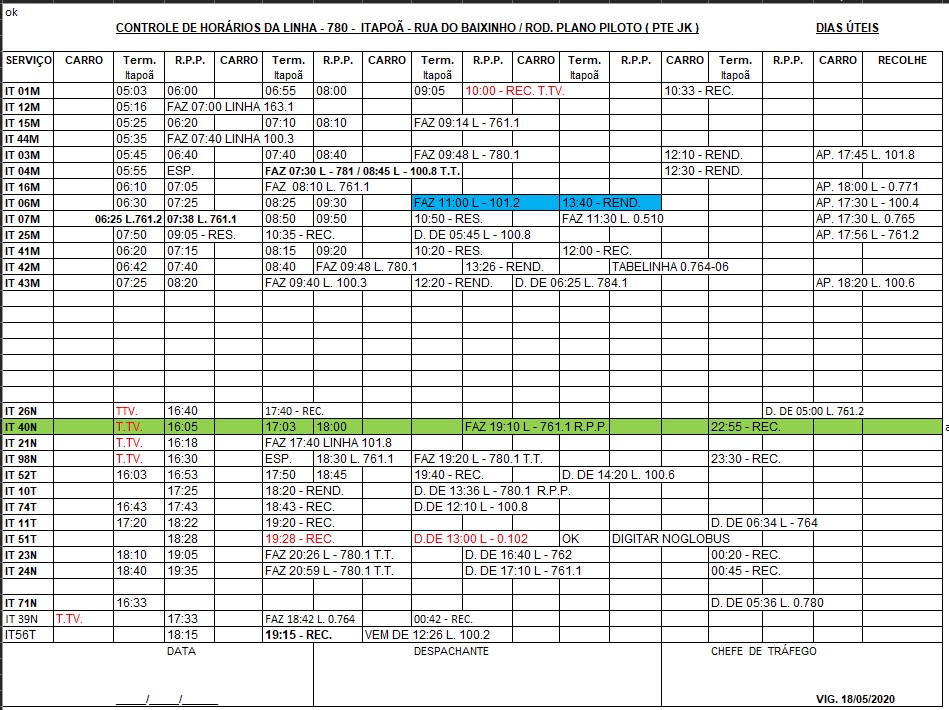 ok
CONTROLE DE HORÁRIOS DA LINHA - 780 - ITAPOÃ - RUA DO BAIXINHO / ROD. PLANO PILOTO ( PTE JK ) DIAS ÚTEIS
SERVIÇO CARRO Term. R.P.P. CARRO Term. R.P.P. CARRO Term. R.P.P. CARRO Term. R.P.P. CARRO Term. R.P.P. CARRO RECOLHE
Itapoã Itapoã Itapoã Itapoã Itapoã
IT 01M 05:03 06:00 06:55 08:00 09:05 10:00 - REC. T.TV. 10:33 - REC.
IT 12M 05:16 FAZ 07:00 LINHA 163.1
IT 15M 05:25 06:20 07:10 08:10 FAZ 09:14 L - 761.1
IT 44M 05:35 FAZ 07:40 LINHA 100.3
IT 03M 05:45 06:40 07:40 08:40 FAZ 09:48 L - 780.1 12:10 - REND. AP. 17:45 L. 101.8
IT 04M 05:55 ESP. FAZ 07:30 L - 781 / 08:45 L - 100.8 T.T. 12:30 - REND.
IT 16M 06:10 07:05 FAZ 08:10 L. 761.1 AP. 18:00 L - 0.771
IT 06M 06:30 07:25 08:25 09:30 FAZ 11:00 L - 101.2 13:40 - REND. AP. 17:30 L - 100.4
IT 07M 06:25 L.761.2 07:38 L. 761.1 08:50 09:50 10:50 - RES. FAZ 11:30 L. 0.510 AP. 17:30 L. 0.765
IT 25M 07:50 09:05 - RES. 10:35 - REC. D. DE 05:45 L - 100.8 AP. 17:56 L - 761.2
IT 41M 06:20 07:15 08:15 09:20 10:20 - RES. 12:00 - REC.
IT 42M 06:42 07:40 08:40 FAZ 09:48 L. 780.1 13:26 - REND. TABELINHA 0.764-06
IT 43M 07:25 08:20 FAZ 09:40 L. 100.3 12:20 - REND. D. DE 06:25 L. 784.1 AP. 18:20 L. 100.6
IT 26N TTV. 16:40 17:40 - REC. D. DE 05:00 L. 761.2
IT 40N T.TV. 16:05 17:03 18:00 FAZ 19:10 L - 761.1 R.P.P. 22:55 - REC.
IT 21N T.TV. 16:18 FAZ 17:40 LINHA 101.8
IT 98N T.TV. 16:30 ESP. 18:30 L. 761.1 FAZ 19:20 L - 780.1 T.T. 23:30 - REC.
IT 52T 16:03 16:53 17:50 18:45 19:40 - REC. D. DE 14:20 L. 100.6
IT 10T 17:25 18:20 - REND. D. DE 13:36 L - 780.1 R.P.P.
IT 74T 16:43 17:43 18:43 - REC. D.DE 12:10 L - 100.8
IT 11T 17:20 18:22 19:20 - REC. D. DE 06:34 L - 764
IT 51T 18:28 19:28 - REC. D.DE 13:00 L - 0.102 OK DIGITAR NOGLOBUS
IT 23N 18:10 19:05 FAZ 20:26 L - 780.1 T.T. D. DE 16:40 L - 762 00:20 - REC.
IT 24N 18:40 19:35 FAZ 20:59 L - 780.1 T.T. D. DE 17:10 L - 761.1 00:45 - REC.
IT 71N 16:33 D. DE 05:36 L. 0.780
IT 39N T.TV. 17:33 FAZ 18:42 L. 0.764 00:42 - REC.
IT56T 18:15 19:15 - REC. VEM DE 12:26 L. 100.2
DATA DESPACHANTE CHEFE DE TRÁFEGO
_____/_____/______ VIG. 18/05/2020